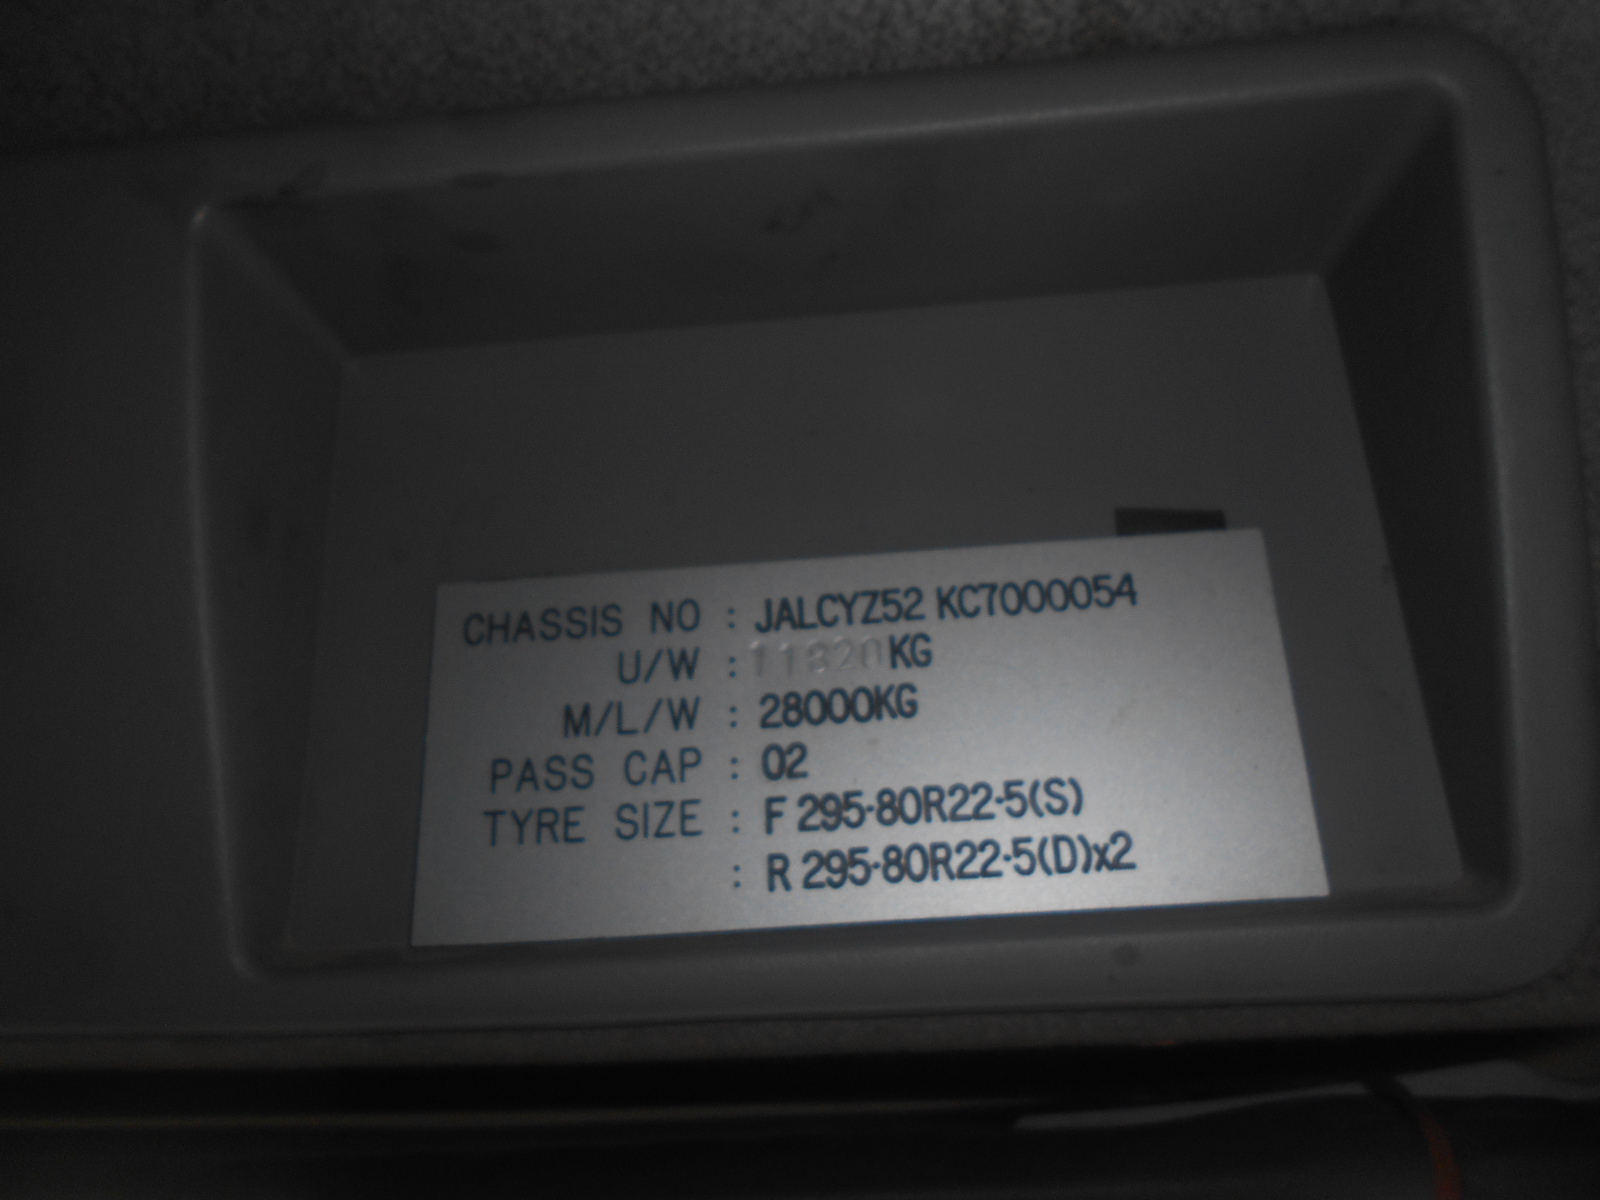 CHASSIS NO : JALCYZ52 KC7000054
U/W : 11820KG
M/L/W : 28000KG
PASS CAP : 02
TYRE SIZE : F 295-80R22-5(S)
: R 295-80R22-5(D)x2